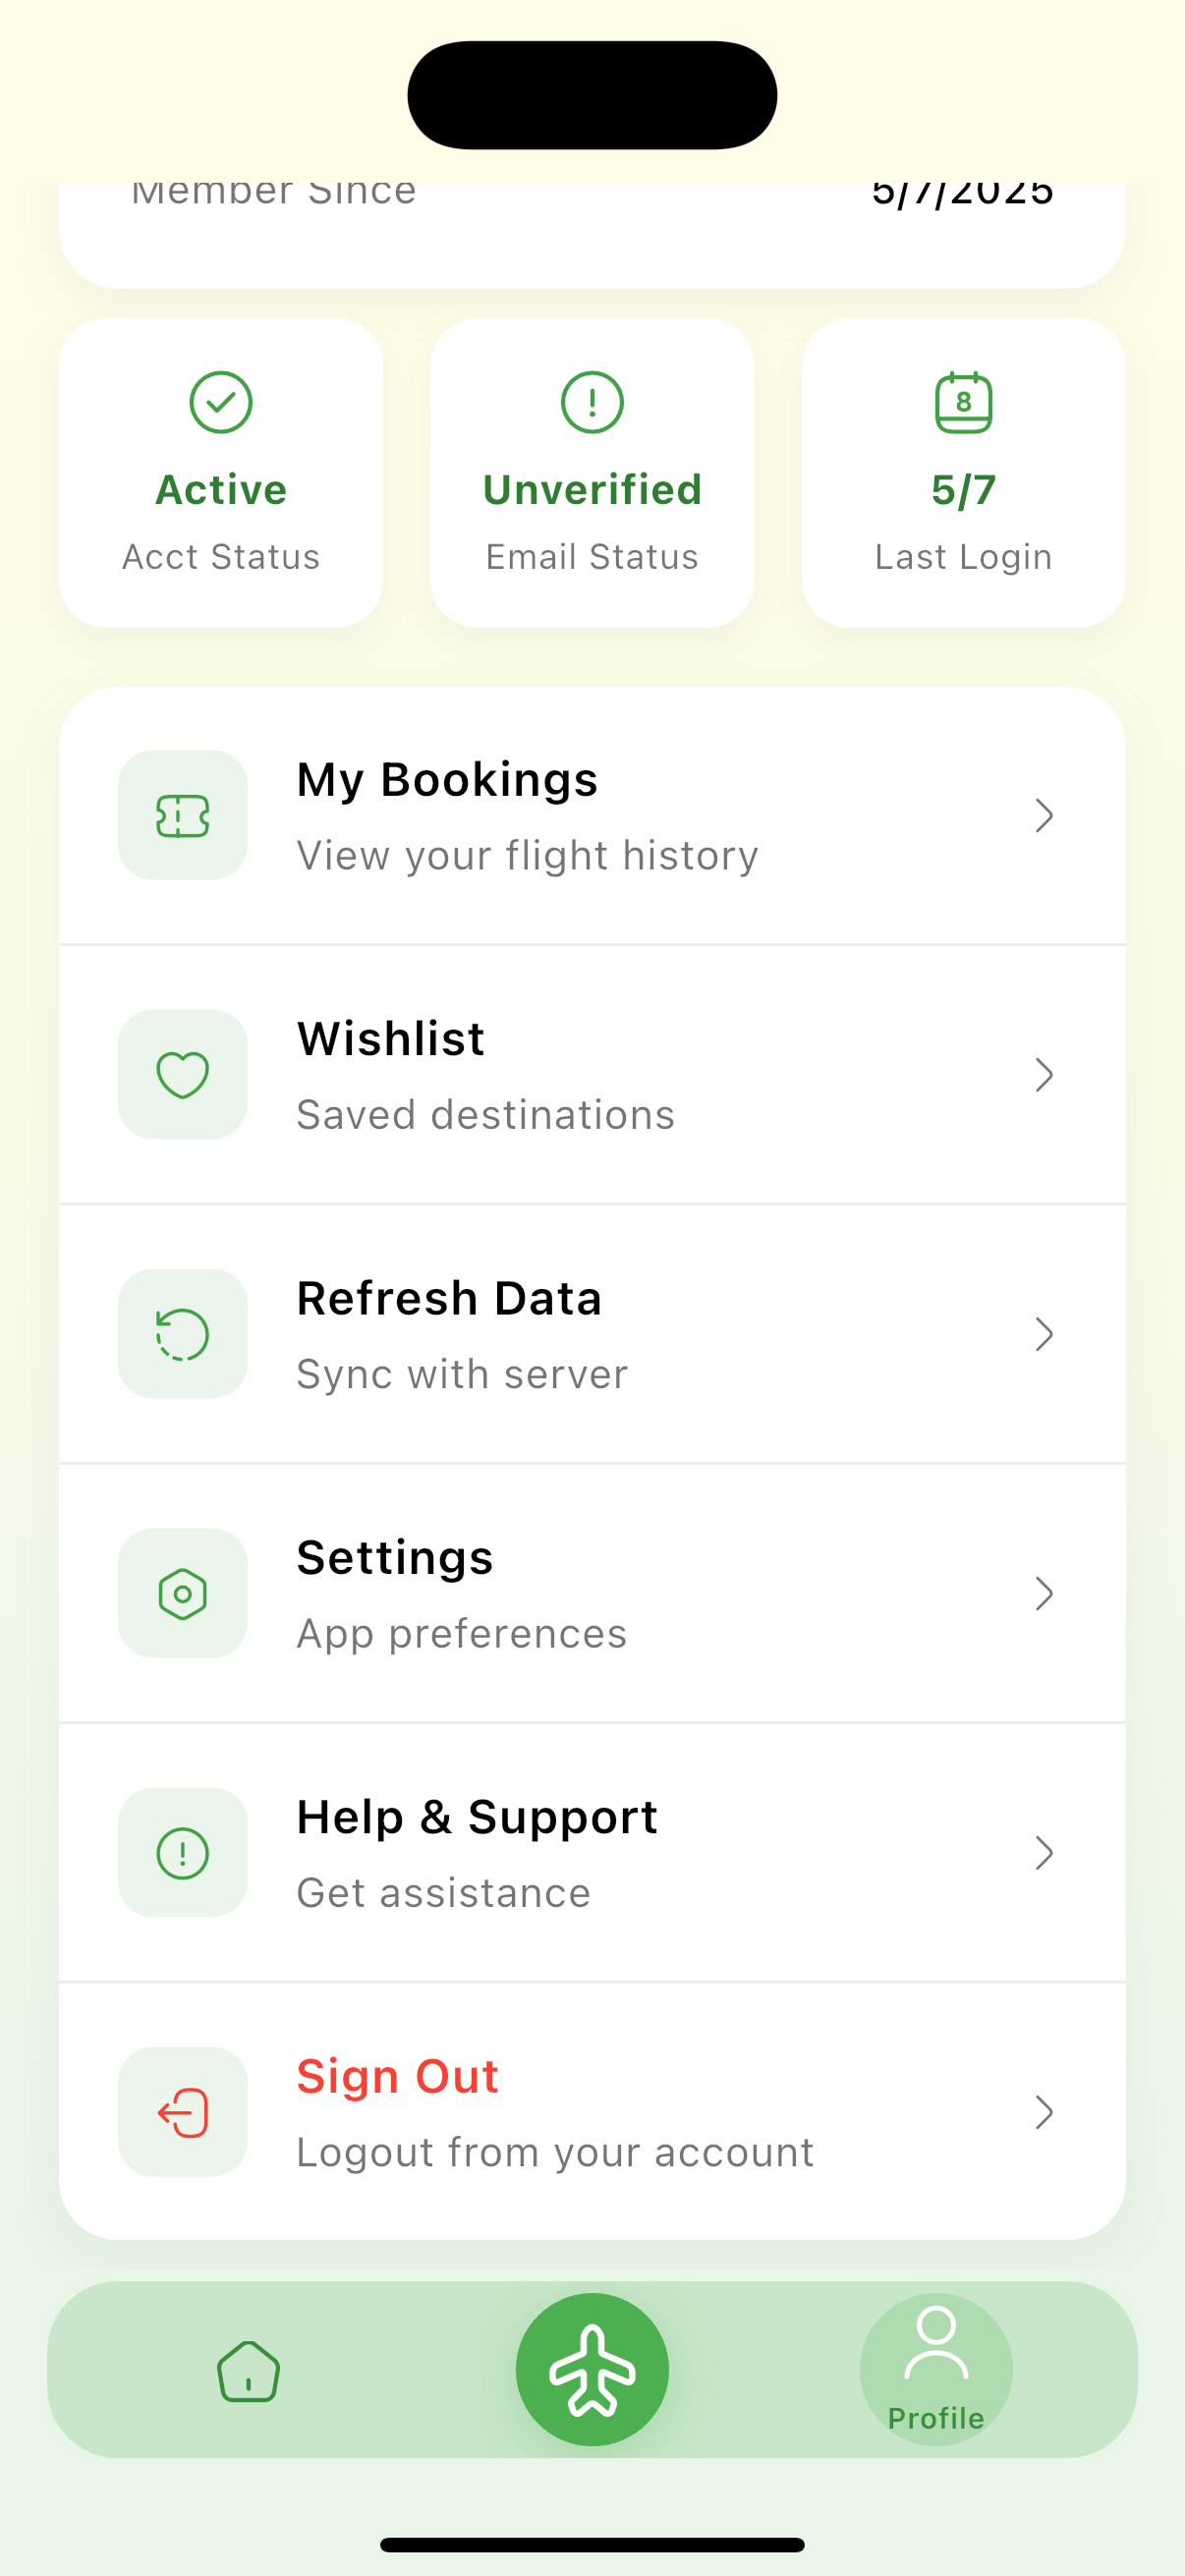 Member Since 5/7/2025
Active
Acct Status
Unverified
Email Status
8
5/7
Last Login
My Bookings
View your flight history
Wishlist
Saved destinations
Refresh Data
Sync with server
Settings
App preferences
Help & Support
Get assistance
Sign Out
Logout from your account
Profile